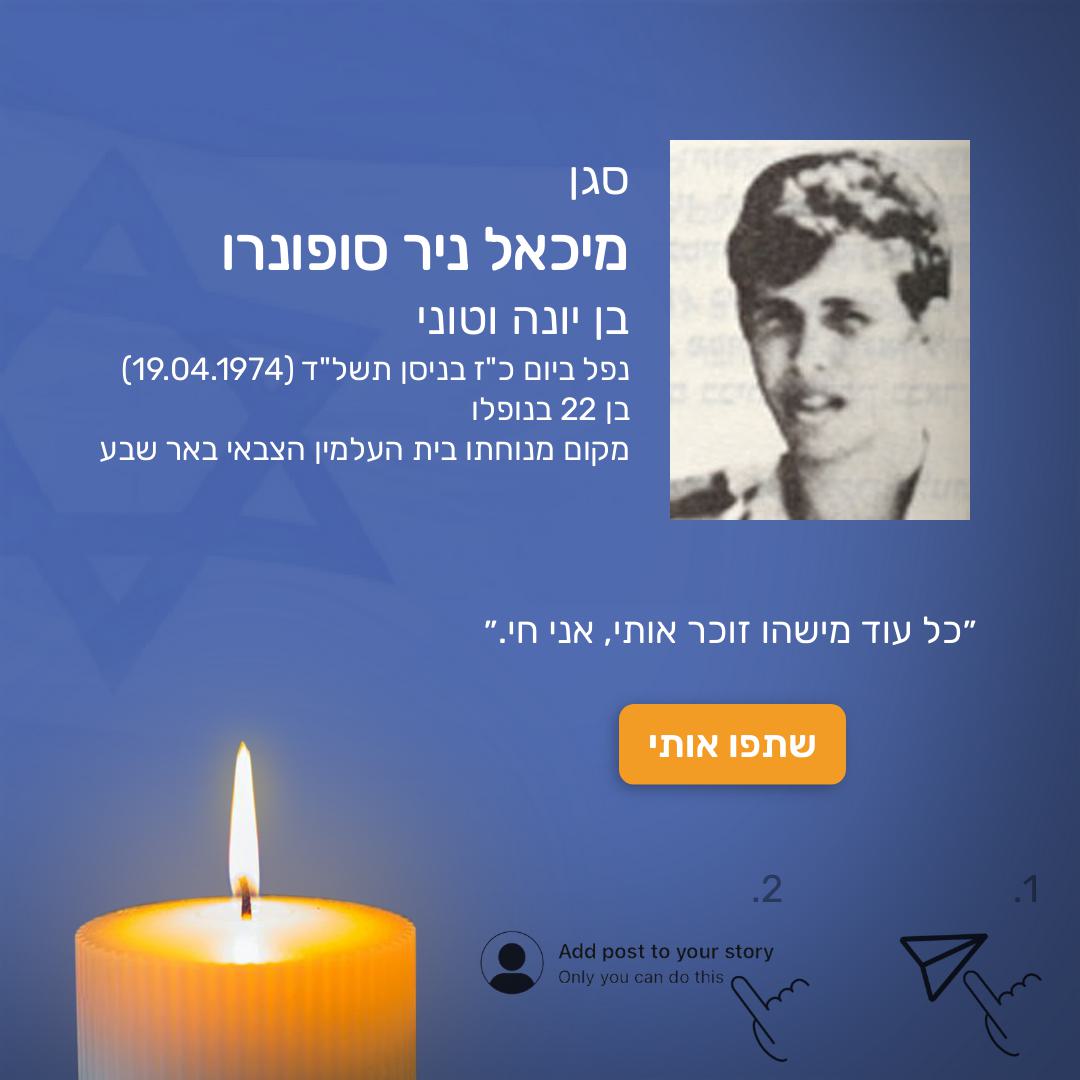 סגן
מיכאל ניר סופונרו
בן יונה וטוני
נפל ביום כ"ז בניסן תשל"ד (19.04.1974)
בן 22 בנופלו
מקום מנוחתו בית העלמין הצבאי באר שבע
״כל עוד מישהו זוכר אותי, אני חי.״
שתפו אותי
1.
2.
Add post to your story
Only you can do this